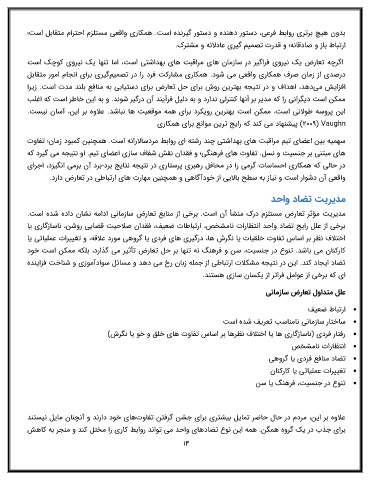 بدون هیچ برتری روابط فرعی، دستور دهنده و دستور گیرنده است. همکاری واقعی مستلزم احترام متقابل است؛
ارتباط باز و صادقانه؛ و قدرت تصمیم گیری عادلانه و مشترک.
اگرچه تعارض یک نیروی فراگیر در سازمان های مراقبت های بهداشتی است، اما تنها یک نیروی کوچک است
درصدی از زمان صرف همکاری واقعی می شود. همکاری مشارکت فرد را در تصمیم‌گیری برای انجام امور متقابل
افزایش می‌دهد. اهداف و در نتیجه بهترین روش برای حل تعارض برای دستیابی به منافع بلند مدت است. زیرا
ممکن است دیگرانی را که مدیر بر آنها کنترلی ندارد و به دلیل فرآیند آن درگیر شوند. و به این خاطر است که اغلب
این پروسه طولانی است، ممکن است بهترین رویکرد برای همه موقعیت ها نباشد. علاوه بر این، آسان نیست.
Vaughn (۲۰۰۹) پیشنهاد می کند که رایج ترین موانع برای همکاری
سهمیه بین اعضای تیم مراقبت های بهداشتی چند رشته ای روابط مردسالارانه است. همچنین کمبود زمان؛ تفاوت
های مبتنی بر جنسیت و نسل. تفاوت های فرهنگی؛ و فقدان نقش شفاف سازی اعضای تیم. او نتیجه می گیرد که
در حالی که همکاری احساسات گرمی را در محافل رهبری پرستاری در نتیجه نتایج برد-برد آن برمی انگیزد، اجرای
واقعی آن دشوار است و نیاز به سطح بالایی از خودآگاهی و همچنین مهارت های ارتباطی در تعارض دارد.
مدیریت تضاد واحد
مدیریت مؤثر تعارض مستلزم درک منشأ آن است. برخی از منابع تعارض سازمانی ادامه نشان داده شده است.
برخی از علل رایج تضاد واحد انتظارات نامشخص، ارتباطات ضعیف، فقدان صلاحیت قضایی روشن، ناسازگاری یا
اختلاف نظر بر اساس تفاوت خلقیات یا نگرش ها، درگیری های فردی یا گروهی مورد علاقه، و تغییرات عملیاتی یا
کارکنان می باشد. تنوع در جنسیت، سن و فرهنگ نه تنها بر حل تعارض تأثیر می گذارد، بلکه ممکن است خود
تضاد ایجاد کند. این در نتیجه مشکلات ارتباطی از جمله زبان رخ می دهد و مسائل سوادآموزی و شناخت فزاینده
ای که برخی از عوامل فراتر از یکسان سازی هستند.
علل متداول تعارض سازمانی
• ارتباط ضعیف
• ساختار سازمانی نامناسب تعریف شده است
• رفتار فردی (ناسازگاری ها یا اختلاف نظرها بر اساس تفاوت های خلق و خو یا نگرش)
• انتظارات نامشخص
• تضاد منافع فردی یا گروهی
• تغییرات عملیاتی یا کارکنان
• تنوع در جنسیت، فرهنگ یا سن
علاوه بر این، مردم در حال حاضر تمایل بیشتری برای جشن گرفتن تفاوت‌های خود دارند و آنچنان مایل نیستند
برای جذب در یک گروه همگن. همه این نوع تضادهای واحد می تواند روابط کاری را مختل کند و منجر به کاهش
۱۴